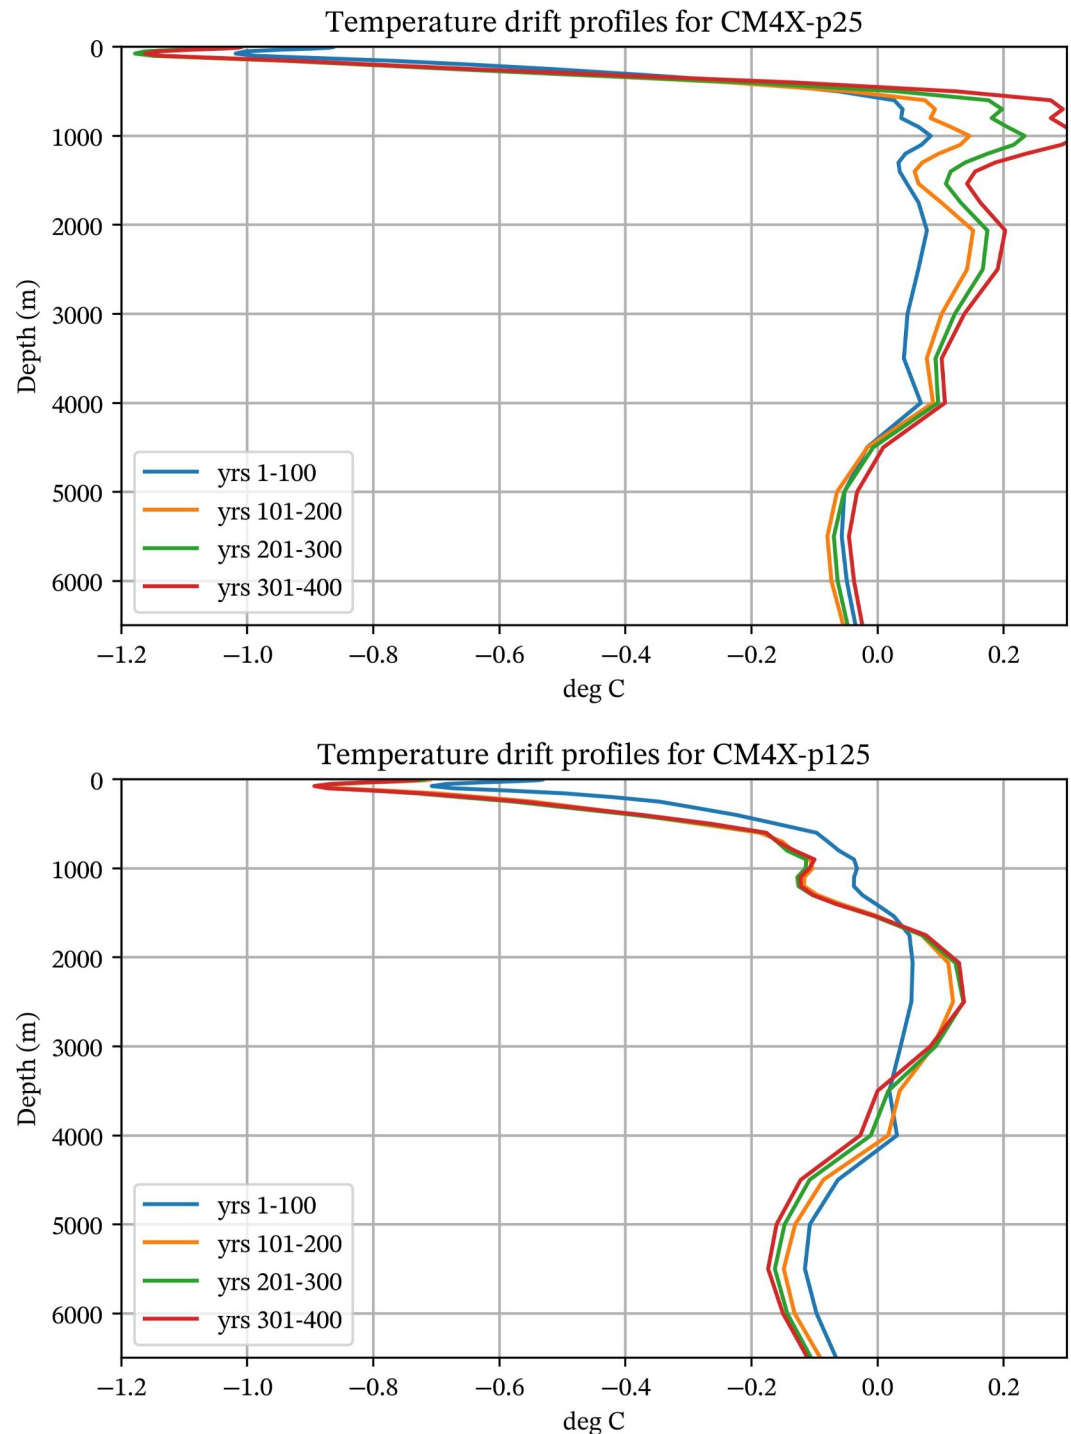 Temperature drift profiles for CM4X-p25
0
1000
2000
3000
4000
5000
6000
Depth (m)
yrs 1-100
yrs 101-200
yrs 201-300
yrs 301-400
−1.2 −1.0 −0.8 −0.6 −0.4 −0.2 0.0 0.2
deg C
Temperature drift profiles for CM4X-p125
0
1000
2000
3000
4000
5000
6000
Depth (m)
yrs 1-100
yrs 101-200
yrs 201-300
yrs 301-400
−1.2 −1.0 −0.8 −0.6 −0.4 −0.2 0.0 0.2
deg C